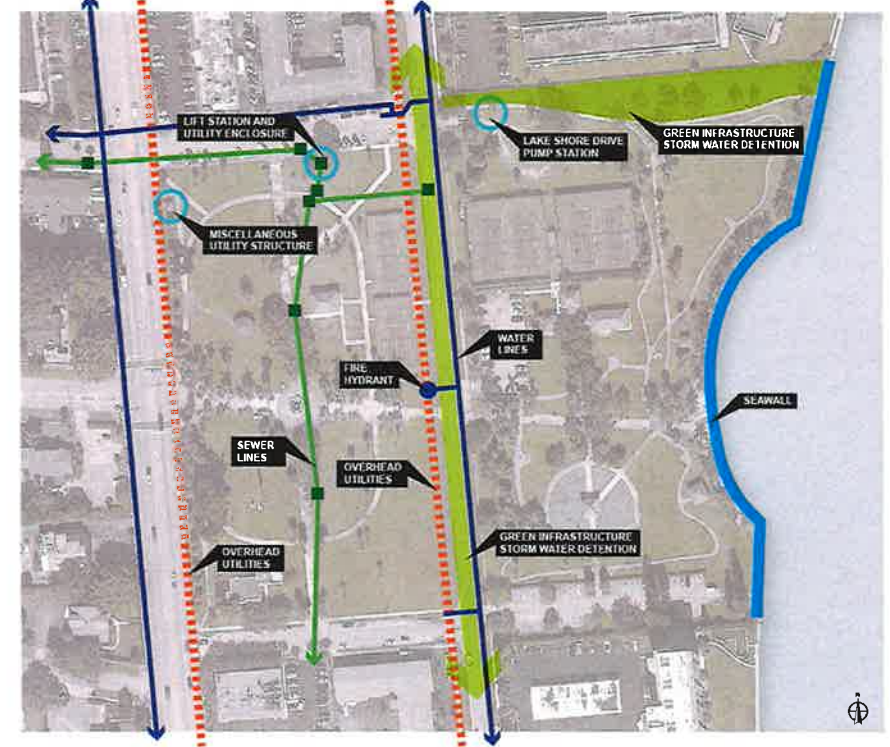 LIFT STATION AND
UTILITY ENCLOSURE
LAKE SHORE DRIVE
PUMP STATION
GREEN INFRASTRUCTURE
STORM WATER DETENTION
MISCELLANEOUS
UTILITY STRUCTURE
WATER
LINES
FIRE
HYDRANT
SEAWALL
SEWER
LINES
OVERHEAD
UTILITIES
GREEN INFRASTRUCTURE
STORM WATER DETENTION
OVERHEAD
UTILITIES